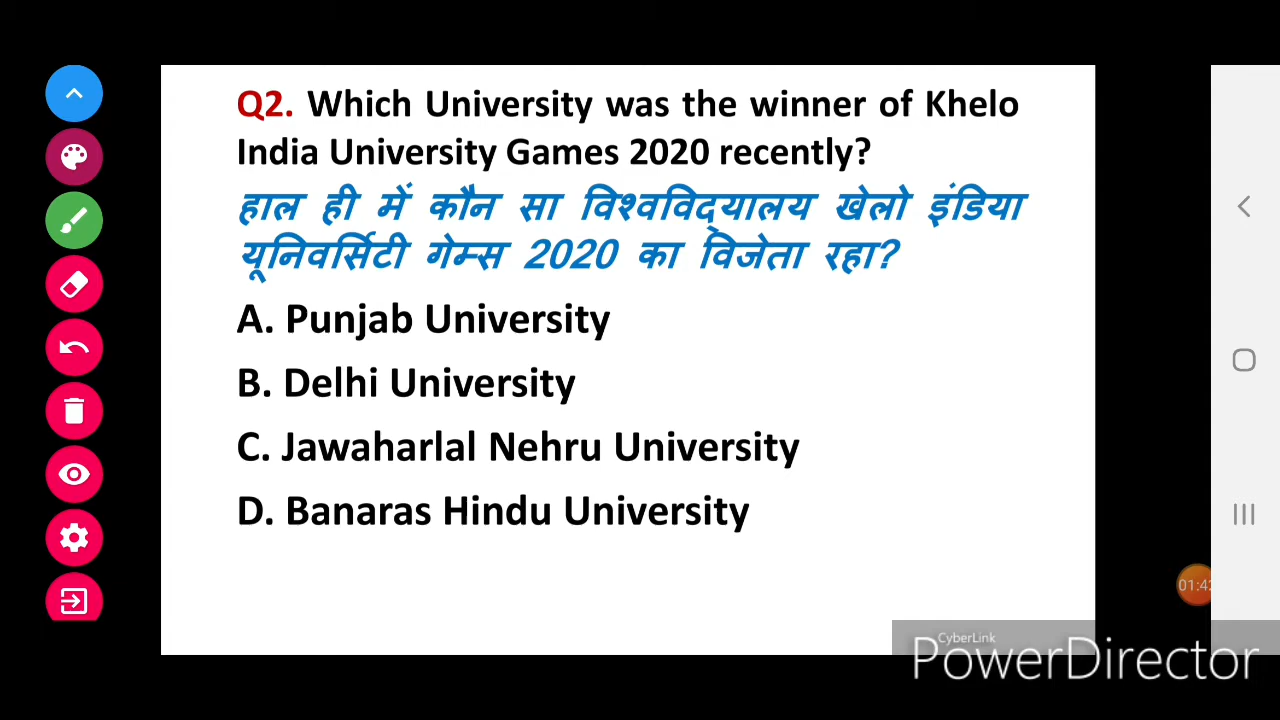 Q2. Which University was the winner of Khelo
India University Games 2020 recently?
हाल ही में कौन सा विश्वविद्यालय खेलो इंडिया
यूनिवर्सिटी गेम्स 2020 का विजेता रहा?
A. Punjab University
B. Delhi University
C. Jawaharlal Nehru University
D. Banaras Hindu University
CyberLink
PowerDirector